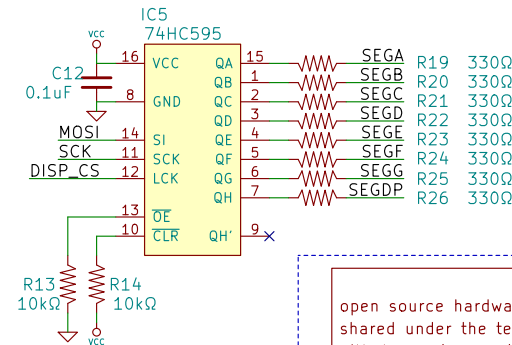 IC5
74HC595
VCC
16 VCC QA 15 SEGA R19 330Ω
QB 1 SEGB R20 330Ω
C12
0.1uF
8 GND QC 2 SEGC R21 330Ω
QD 3 SEGD R22 330Ω
MOSI 14 SI QE 4 SEGE R23 330Ω
SCK 11 SCK QF 5 SEGF R24 330Ω
DISP_CS 12 LCK QG 6 SEGG R25 330Ω
QH 7 SEGDP R26 330Ω
13 OE
10 CLR QH' 9
R13 R14
10kΩ 10kΩ
VCC
open source hardwa
shared under the te